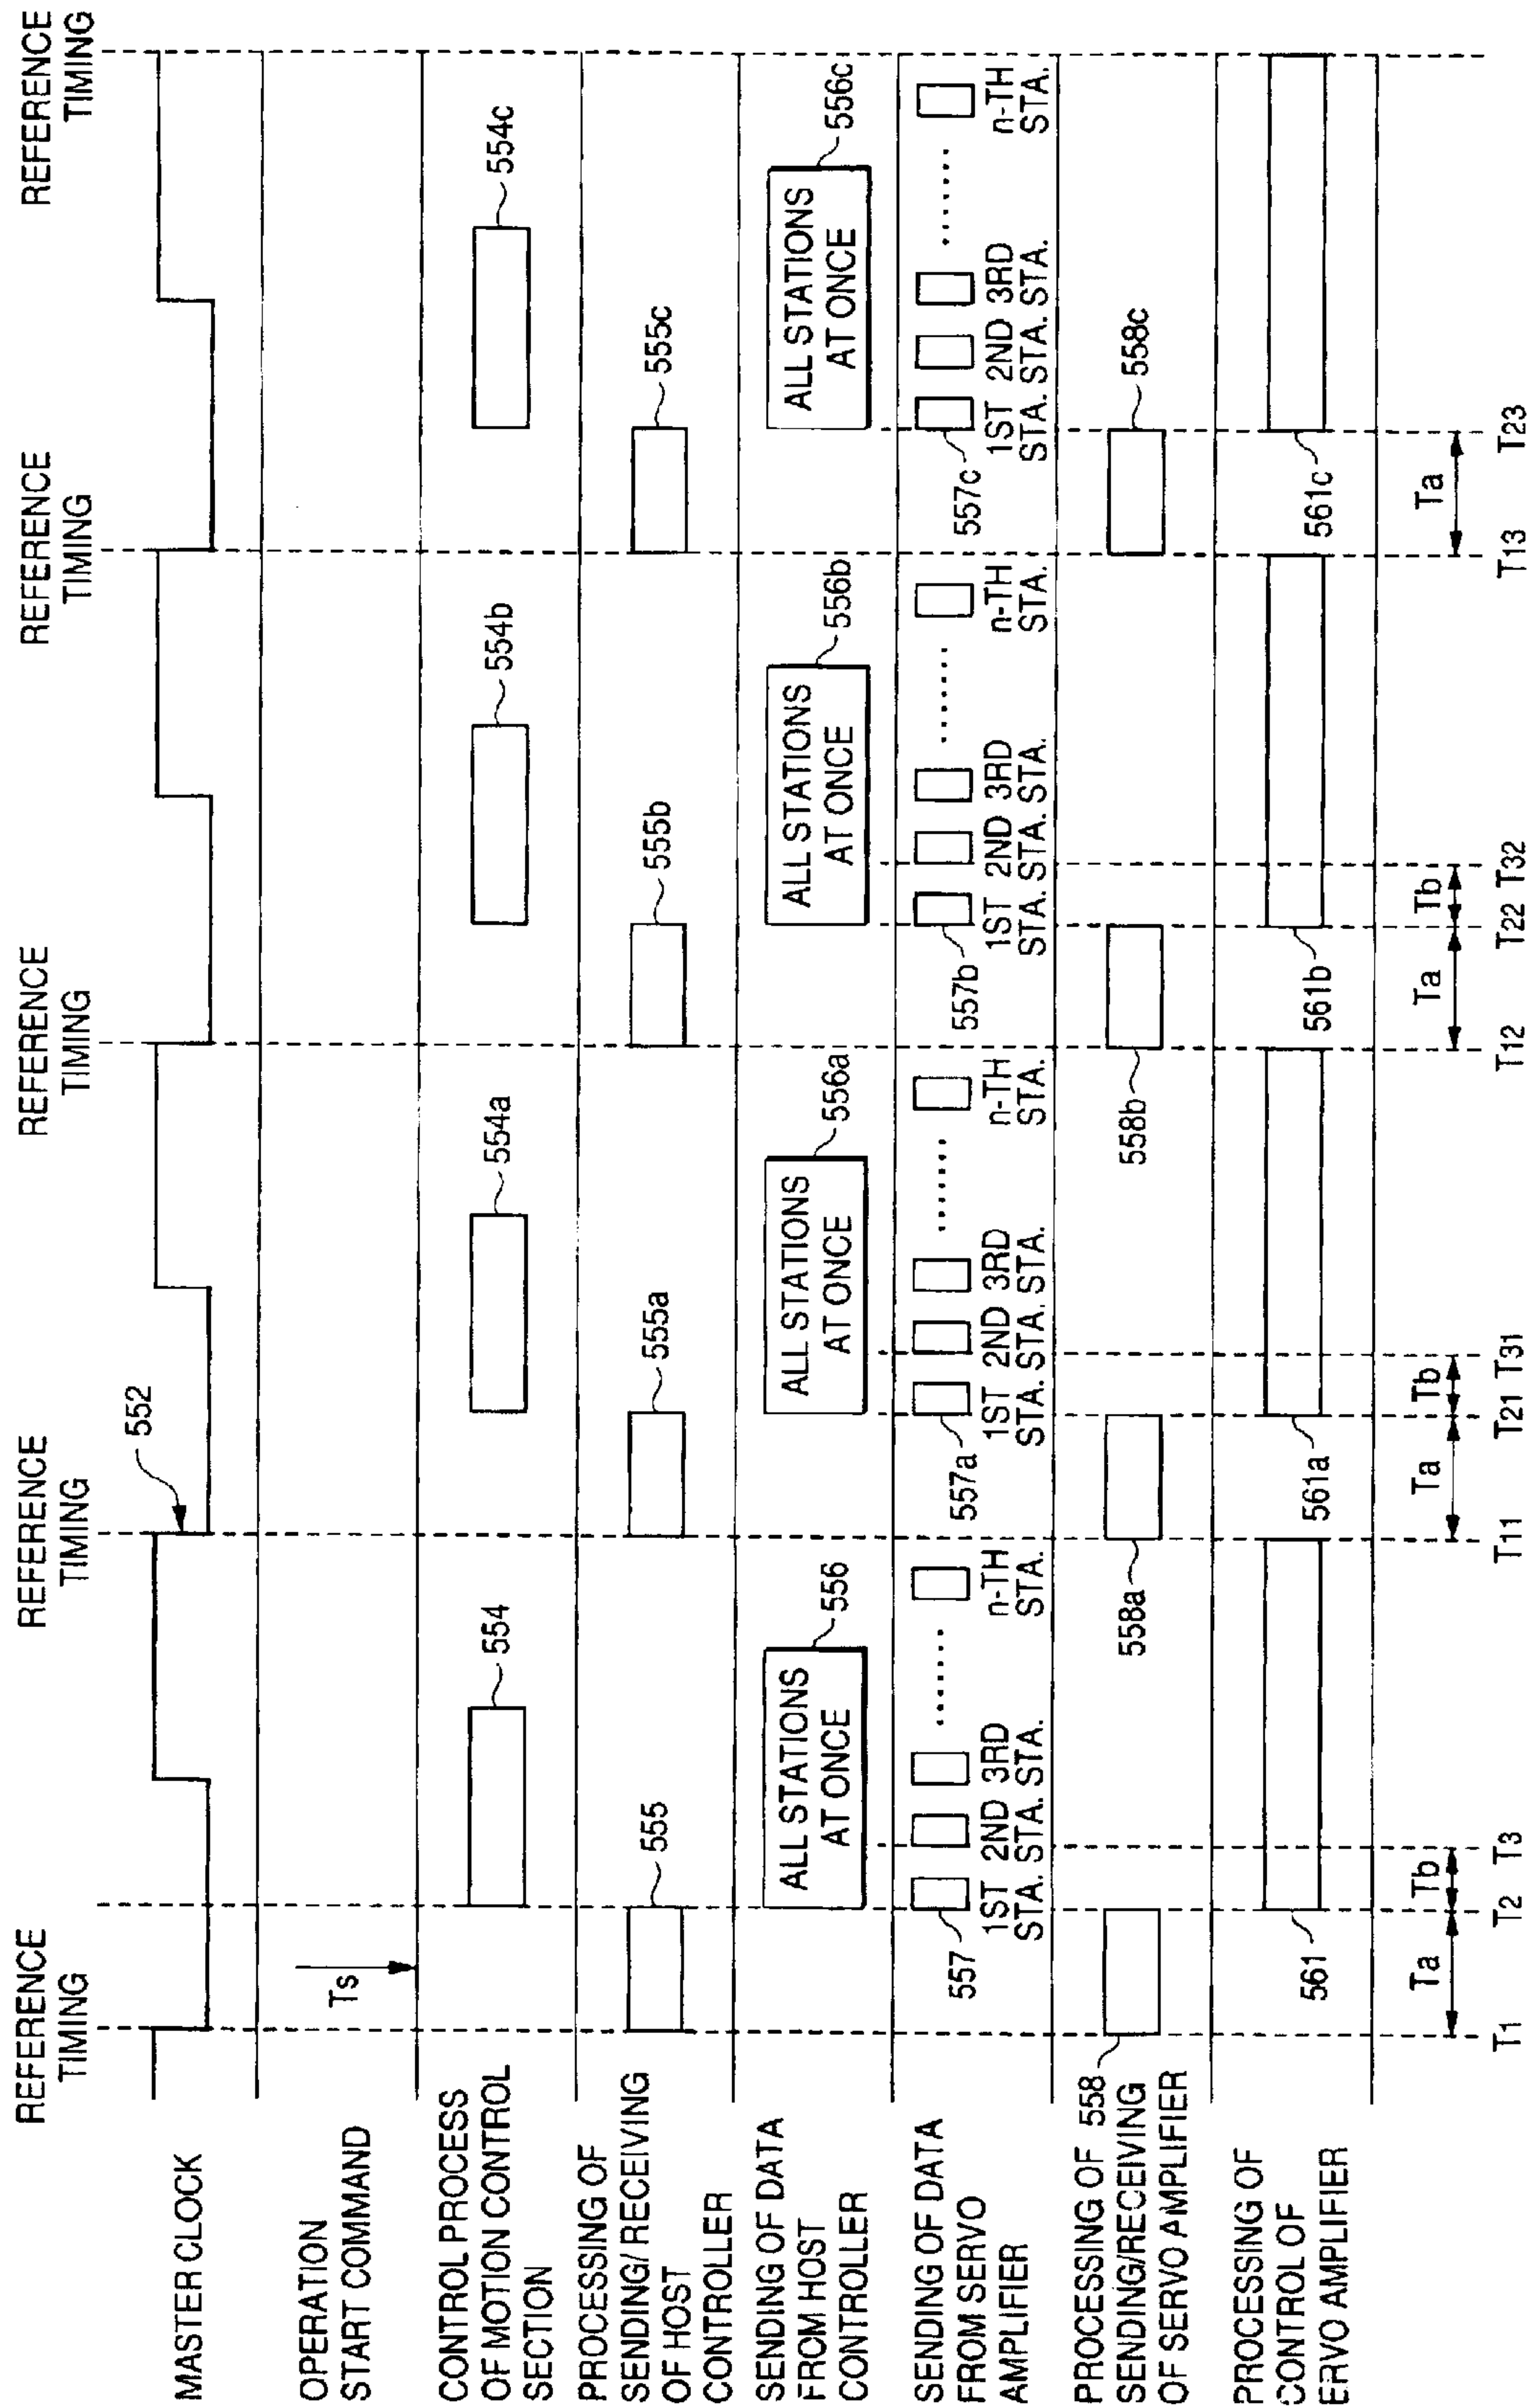 REFERENCE
TIMING
REFERENCE
TIMING
REFERENCE
TIMING
REFERENCE
TIMING
REFERENCE
TIMING
MASTER CLOCK
552
OPERATION
START COMMAND
Ts
CONTROL PROCESS
OF MOTION CONTROL
SECTION
554
554a
554b
554c
PROCESSING OF
SENDING/RECEIVING
OF HOST
CONTROLLER
555
555a
555b
555c
SENDING OF DATA
FROM HOST
CONTROLLER
ALL STATIONS
AT ONCE
556
ALL STATIONS
AT ONCE
556a
ALL STATIONS
AT ONCE
556b
ALL STATIONS
AT ONCE
556c
SENDING OF DATA
FROM SERVO
AMPLIFIER
557
1ST 2ND 3RD ······· n-TH
STA. STA. STA. STA.
557a
1ST 2ND 3RD ······· n-TH
STA. STA. STA. STA.
557b
1ST 2ND 3RD ······· n-TH
STA. STA. STA. STA.
557c
1ST 2ND 3RD ······· n-TH
STA. STA. STA. STA.
PROCESSING OF 558
SENDING/RECEIVING
OF SERVO AMPLIFIER
558a
558b
558c
PROCESSING OF
CONTROL OF
ERVO AMPLIFIER
561
561a
561b
561c
Ta Tb Ta Tb Ta Tb Ta
T1 T2 T3 T11 T21 T31 T12 T22 T32 T13 T23